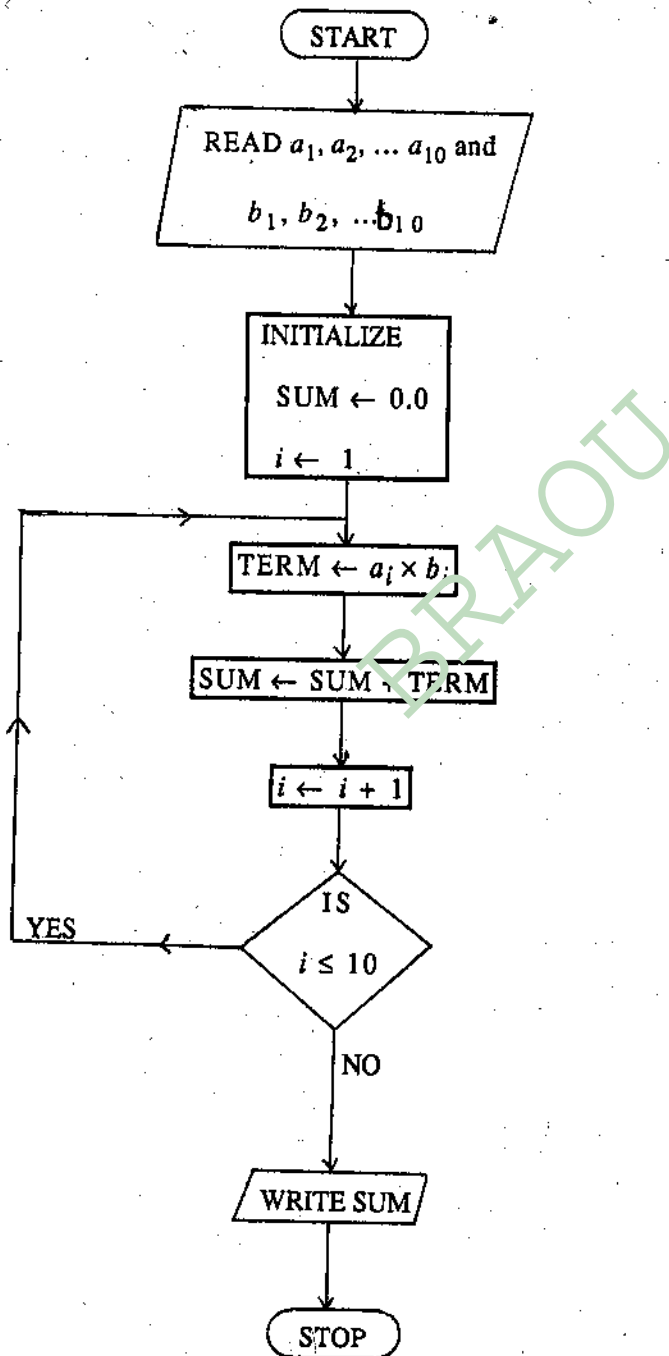 START
READ a₁, a₂, ... a₁₀ and
b₁, b₂, ...b₁₀
INITIALIZE
SUM ← 0.0
i ← 1
TERM ← aᵢ × bᵢ
SUM ← SUM + TERM
i ← i + 1
IS
i ≤ 10
YES
NO
WRITE SUM
STOP
BRAOU